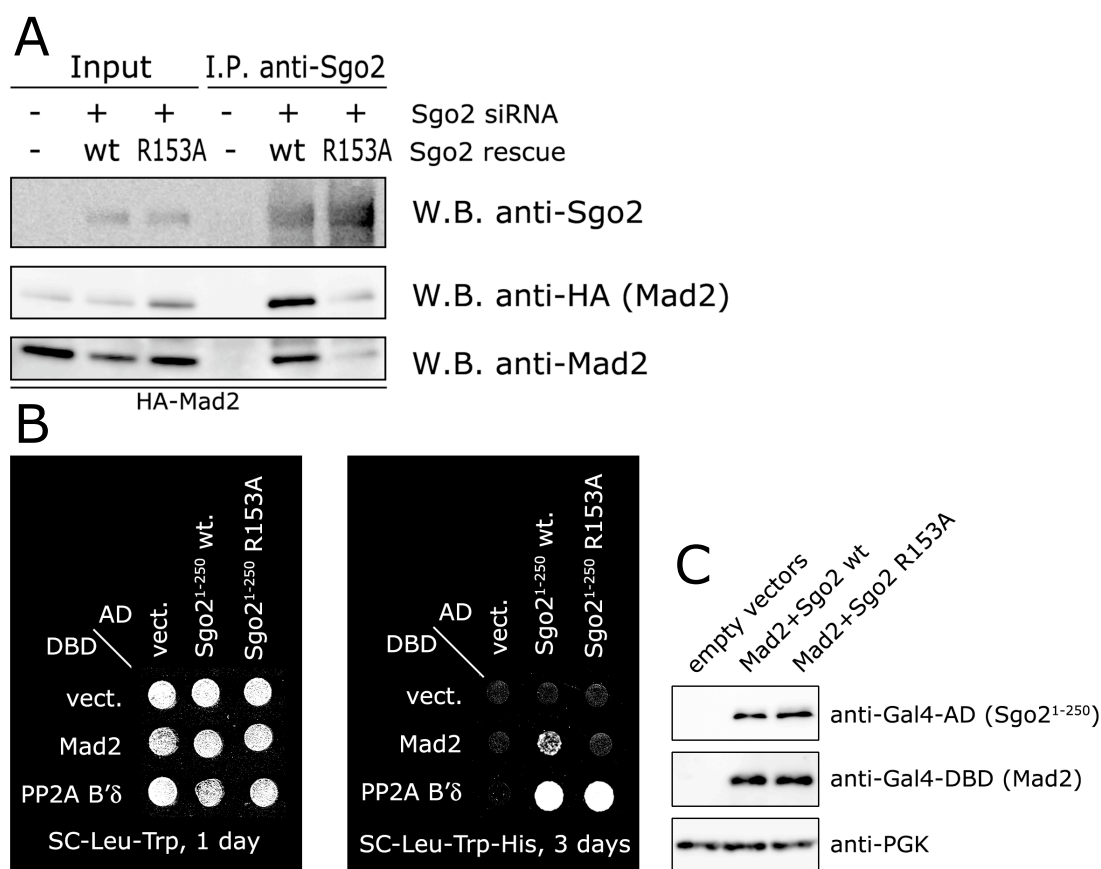 A
Input I.P. anti-Sgo2
- + + - + + Sgo2 siRNA
- wt R153A - wt R153A Sgo2 rescue
W.B. anti-Sgo2
W.B. anti-HA (Mad2)
W.B. anti-Mad2
HA-Mad2
B
AD
DBD
vect.
Sgo2¹⁻²⁵⁰ wt.
Sgo2¹⁻²⁵⁰ R153A
vect.
Mad2
PP2A B'δ
SC-Leu-Trp, 1 day
AD
DBD
vect.
Sgo2¹⁻²⁵⁰ wt.
Sgo2¹⁻²⁵⁰ R153A
vect.
Mad2
PP2A B'δ
SC-Leu-Trp-His, 3 days
C
empty vectors
Mad2+Sgo2 wt
Mad2+Sgo2 R153A
anti-Gal4-AD (Sgo2¹⁻²⁵⁰)
anti-Gal4-DBD (Mad2)
anti-PGK